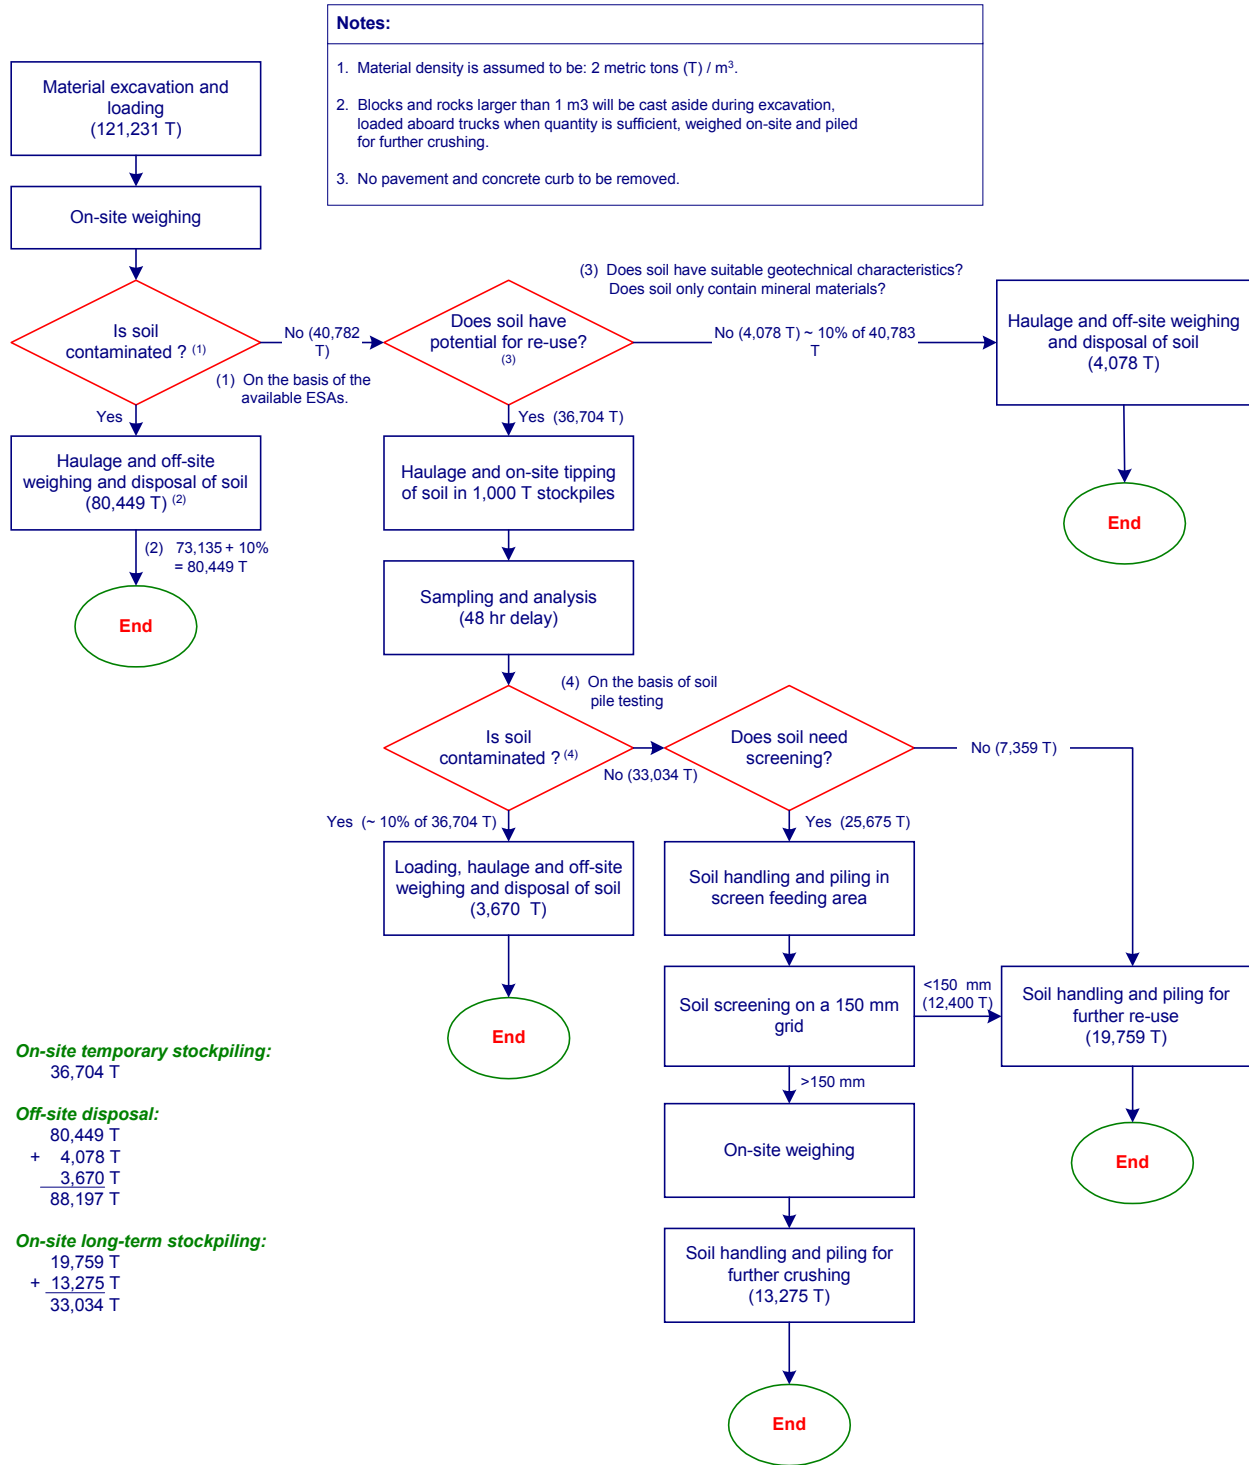 Notes:
1. Material density is assumed to be: 2 metric tons (T) / m³.
2. Blocks and rocks larger than 1 m3 will be cast aside during excavation,
loaded aboard trucks when quantity is sufficient, weighed on-site and piled
for further crushing.
3. No pavement and concrete curb to be removed.
Material excavation and
loading
(121,231 T)
On-site weighing
Is soil
contaminated ? (1)
No (40,782
T)
(1) On the basis of the
available ESAs.
Yes
Haulage and off-site
weighing and disposal of soil
(80,449 T) (2)
(2) 73,135 + 10%
= 80,449 T
End
Does soil have
potential for re-use?
(3)
(3) Does soil have suitable geotechnical characteristics?
Does soil only contain mineral materials?
No (4,078 T) ~ 10% of 40,783
T
Haulage and off-site weighing
and disposal of soil
(4,078 T)
End
Yes (36,704 T)
Haulage and on-site tipping
of soil in 1,000 T stockpiles
Sampling and analysis
(48 hr delay)
(4) On the basis of soil
pile testing
Is soil
contaminated ? (4)
No (33,034 T)
Does soil need
screening?
No (7,359 T)
Yes (~ 10% of 36,704 T)
Loading, haulage and off-site
weighing and disposal of soil
(3,670 T)
End
Yes (25,675 T)
Soil handling and piling in
screen feeding area
Soil screening on a 150 mm
grid
<150 mm
(12,400 T)
Soil handling and piling for
further re-use
(19,759 T)
End
>150 mm
On-site weighing
Soil handling and piling for
further crushing
(13,275 T)
End
On-site temporary stockpiling:
36,704 T
Off-site disposal:
80,449 T
+ 4,078 T
3,670 T
88,197 T
On-site long-term stockpiling:
19,759 T
+ 13,275 T
33,034 T